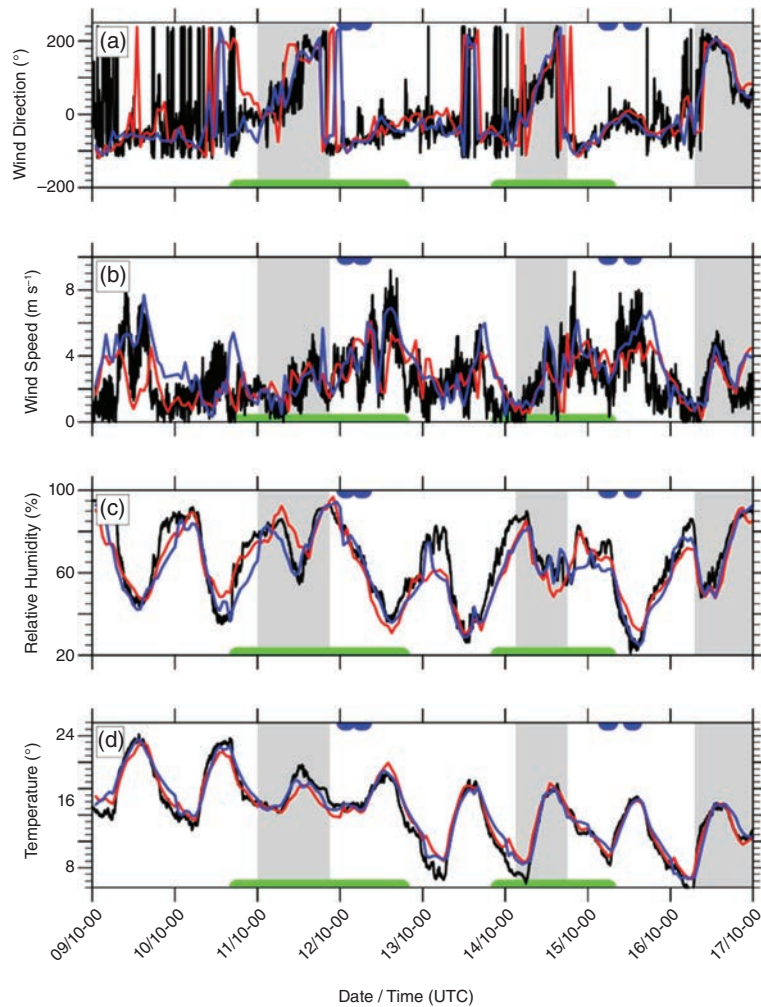 (a)
Wind Direction (°)
200
0
–200
(b)
Wind Speed (m s⁻¹)
8
4
0
(c)
Relative Humidity (%)
100
60
20
(d)
Temperature (°)
24
16
8
09/10-00
10/10-00
11/10-00
12/10-00
13/10-00
14/10-00
15/10-00
16/10-00
17/10-00
Date / Time (UTC)